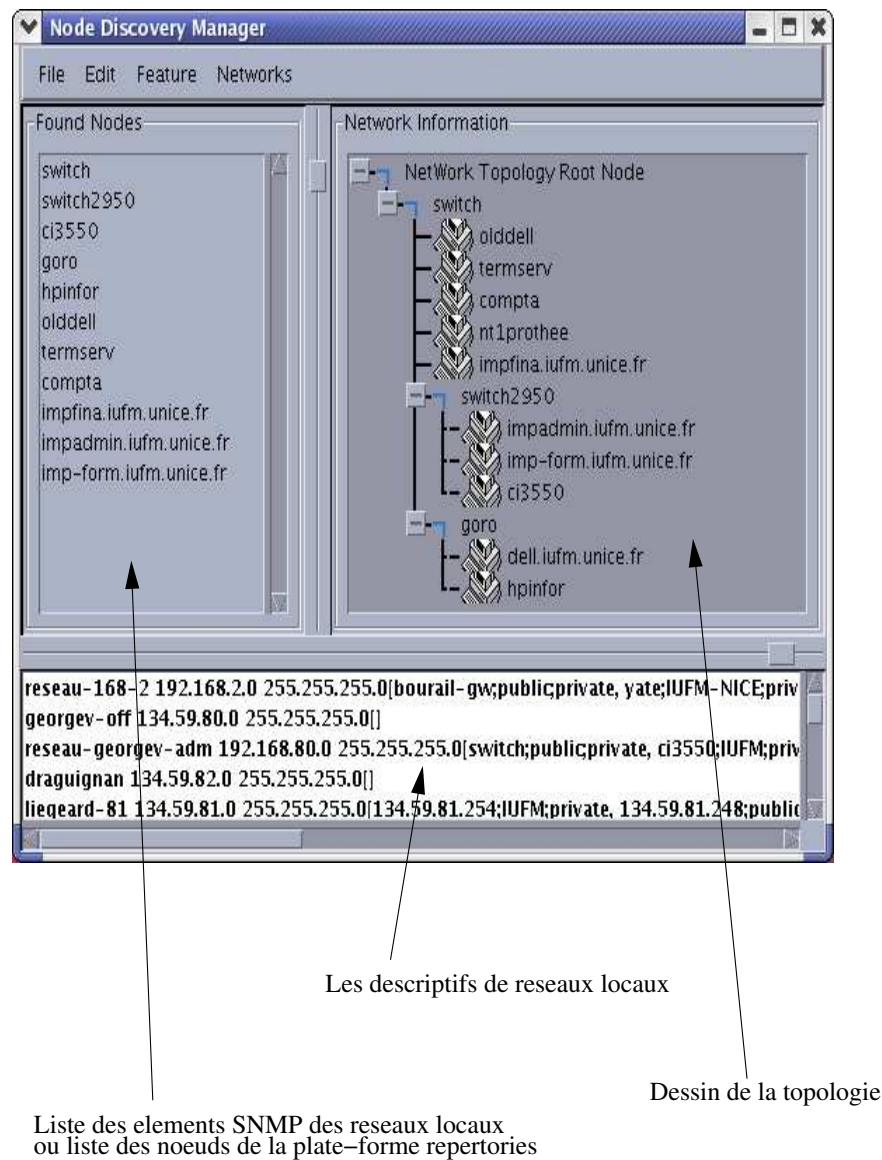 Node Discovery Manager
File Edit Feature Networks
Found Nodes
switch
switch2950
ci3550
goro
hpinfor
olddell
termserv
compta
impfina.iufm.unice.fr
impadmin.iufm.unice.fr
imp-form.iufm.unice.fr
Network Information
NetWork Topology Root Node
switch
olddell
termserv
compta
nt1prothee
impfina.iufm.unice.fr
switch2950
impadmin.iufm.unice.fr
imp-form.iufm.unice.fr
ci3550
goro
dell.iufm.unice.fr
hpinfor
reseau-168-2 192.168.2.0 255.255.255.0[bourail-gw;public;private, yate;IUFM-NICE;priv
georgev-off 134.59.80.0 255.255.255.0[]
reseau-georgev-adm 192.168.80.0 255.255.255.0[switch;public;private, ci3550;IUFM;priv
draguignan 134.59.82.0 255.255.255.0[]
liegeard-81 134.59.81.0 255.255.255.0[134.59.81.254;IUFM;private, 134.59.81.248;public
Les descriptifs de reseaux locaux
Dessin de la topologie
Liste des elements SNMP des reseaux locaux
ou liste des noeuds de la plate-forme repertories